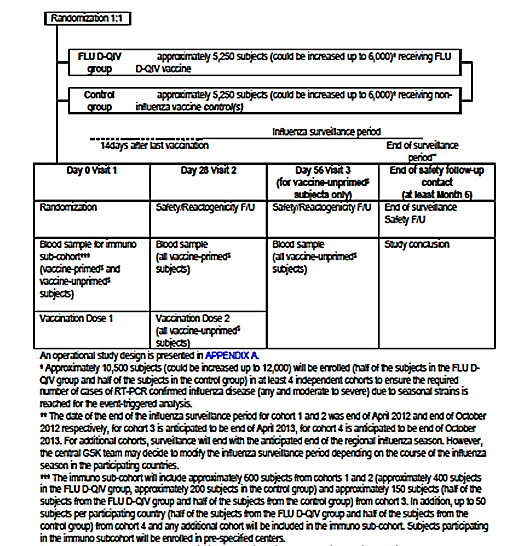 Randomization 1:1
FLU D-QIV group
approximately 5,250 subjects (could be increased up to 6,000)* receiving FLU
D-QIV vaccine
Control group
approximately 5,250 subjects (could be increased up to 6,000)* receiving non-
influenza vaccine control(s)
Influenza surveillance period
14days after last vaccination
End of surveillance period**
Day 0 Visit 1
Day 28 Visit 2
Day 56 Visit 3
(for vaccine-unprimed$
subjects only)
End of safety follow-up
contact
(at least Month 6)
Randomization
Safety/Reactogenicity F/U
Safety/Reactogenicity F/U
End of surveillance
Safety F/U
Blood sample for immuno
sub-cohort***
(vaccine-primed$ and
vaccine-unprimed$
subjects)
Blood sample
(all vaccine-primed$
subjects)
Blood sample
(all vaccine-unprimed$
subjects)
Study conclusion
Vaccination Dose 1
Vaccination Dose 2
(all vaccine-unprimed$
subjects)
An operational study design is presented in APPENDIX A.
* Approximately 10,500 subjects (could be increased up to 12,000) will be enrolled (half of the subjects in the FLU D-
QIV group and half of the subjects in the control group) in at least 4 independent cohorts to ensure the required
number of cases of RT-PCR confirmed influenza disease (any and moderate to severe) due to seasonal strains is
reached for the event-triggered analysis.
** The date of the end of the influenza surveillance period for cohort 1 and 2 was end of April 2012 and end of October
2012 respectively, for cohort 3 is anticipated to be end of April 2013, for cohort 4 is anticipated to be end of October
2013. For additional cohorts, surveillance will end with the anticipated end of the regional influenza season. However,
the central GSK team may decide to modify the influenza surveillance period depending on the course of the influenza
season in the participating countries.
*** The immuno sub-cohort will include approximately 600 subjects from cohorts 1 and 2 (approximately 400 subjects
in the FLU D-QIV group, approximately 200 subjects in the control group) and approximately 150 subjects (half of the
subjects from the FLU D-QIV group and half of the subjects from the control group) from cohort 3. In addition, up to 50
subjects per participating country (half of the subjects from the FLU D-QIV group and half of the subjects from the
control group) from cohort 4 and any additional cohort will be included in the immuno sub-cohort. Subjects participating
in the immuno subcohort will be enrolled in pre-specified centers.